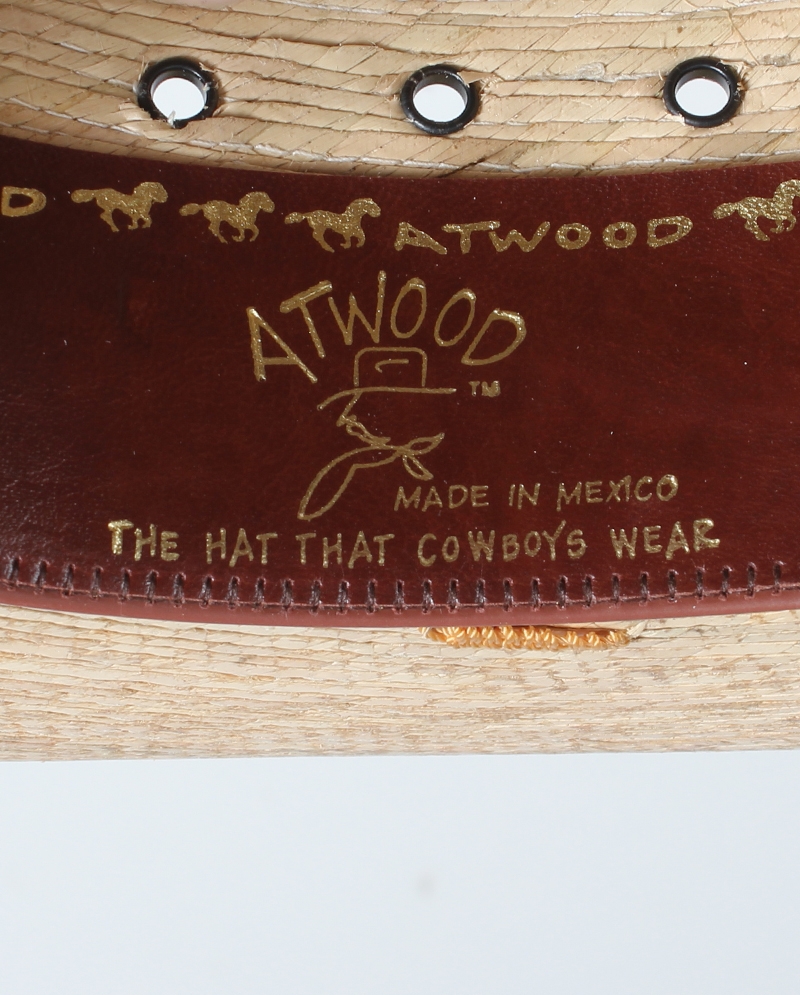 D ATWOOD
ATWOOD
TM
MADE IN MEXICO
THE HAT THAT COWBOYS WEAR